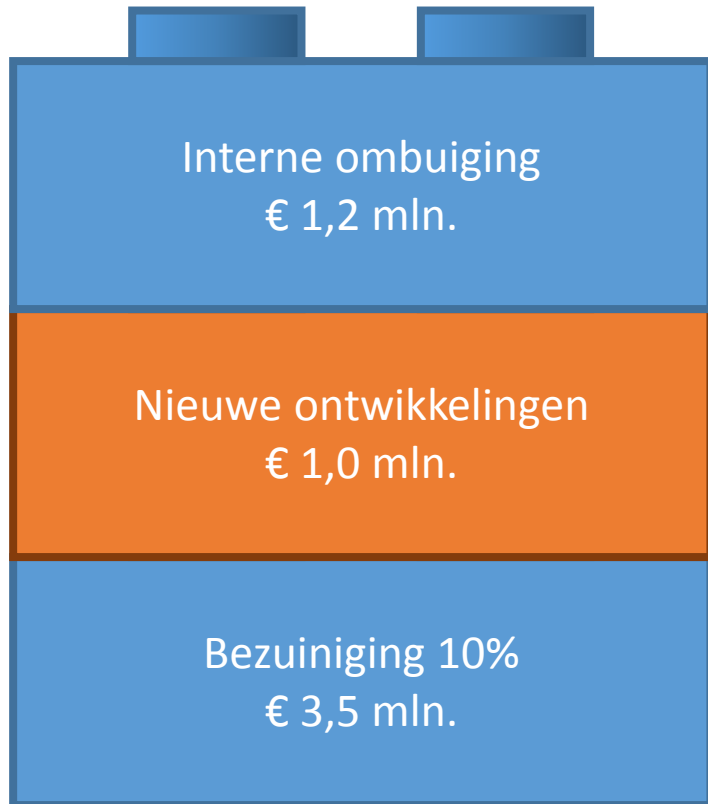 Interne ombuiging
€ 1,2 mln.
Nieuwe ontwikkelingen
€ 1,0 mln.
Bezuiniging 10%
€ 3,5 mln.